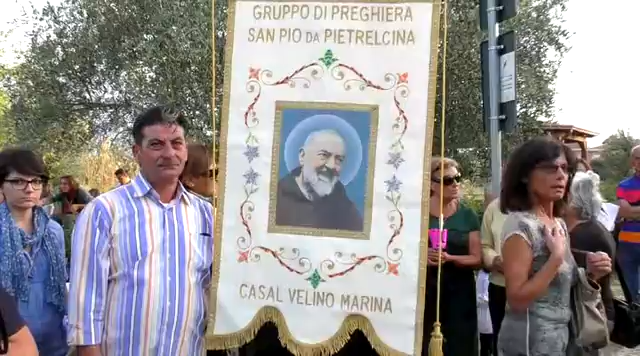 GRUPPO DI PREGHIERA
SAN PIO DA PIETRELCINA
CASAL VELINO MARINA